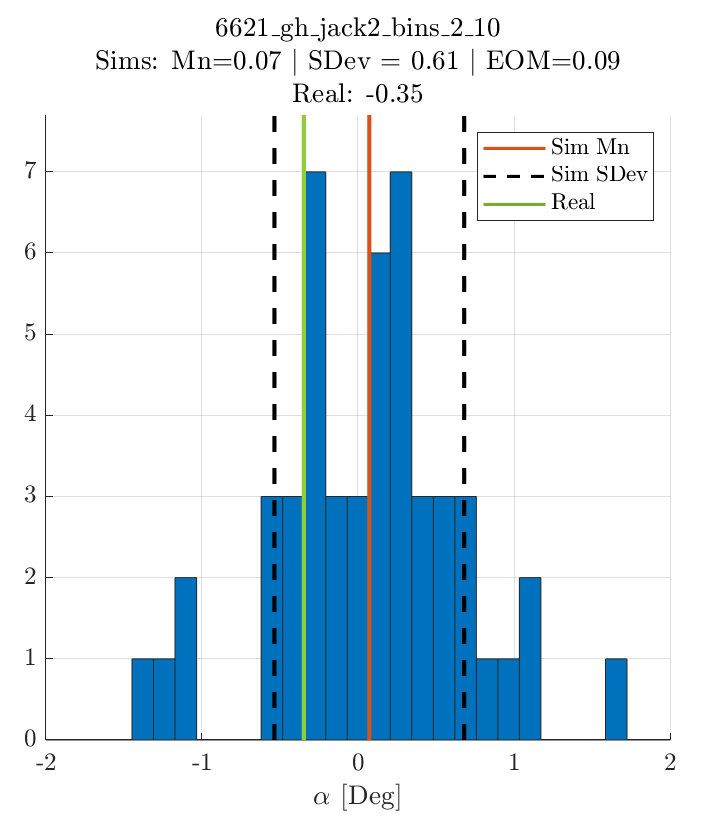 6621_gh_jack2_bins_2_10
Sims: Mn=0.07 | SDev = 0.61 | EOM=0.09
Real: -0.35
Sim Mn
Sim SDev
Real
7
6
5
4
3
2
1
0
-2 -1 0 1 2
α [Deg]